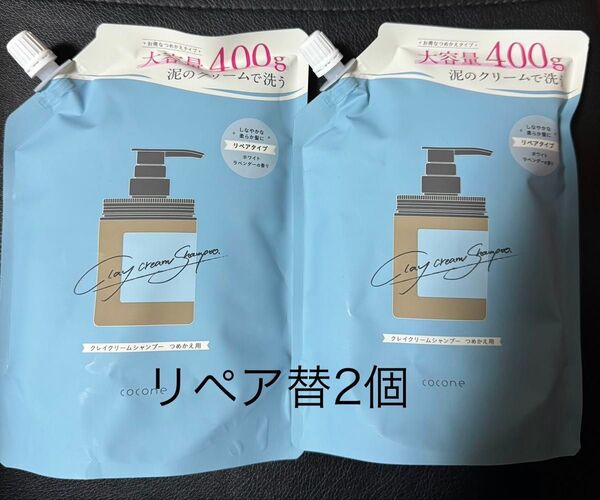 お得なつめかえタイプ
大容量400g
泥のクリームで洗う
しなやかな
柔らか髪に
リペアタイプ
ホワイト
ラベンダーの香り
Clay cream Shampoo.
クレイクリームシャンプー つめかえ用
cocone
お得なつめかえタイプ
大容量400g
泥のクリームで洗う
しなやかな
柔らか髪に
リペアタイプ
ホワイト
ラベンダーの香り
Clay cream Shampoo.
クレイクリームシャンプー つめかえ用
cocone
リペア替2個